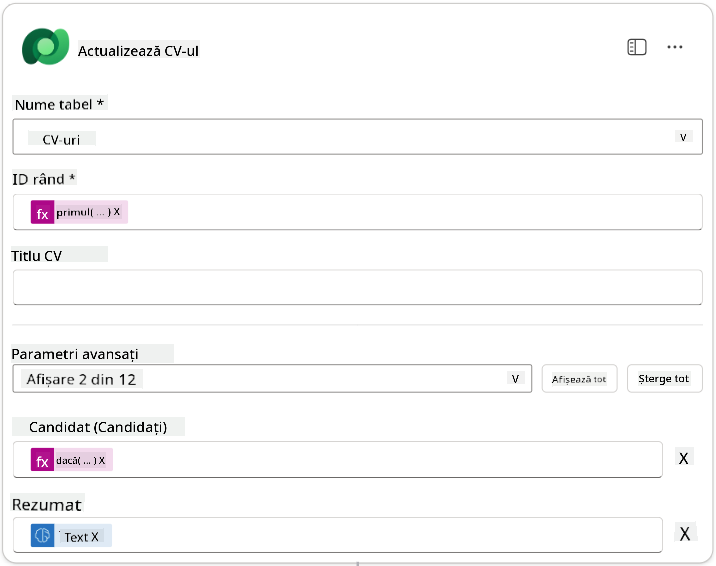 Actualizează CV-ul
Nume tabel *
CV-uri
V
ID rând *
fx primul( ... ) X
Titlu CV
Parametri avansați
Afișare 2 din 12
V
Afișează tot
Șterge tot
Candidat (Candidați)
fx dacă( ... ) X
X
Rezumat
Text X
X